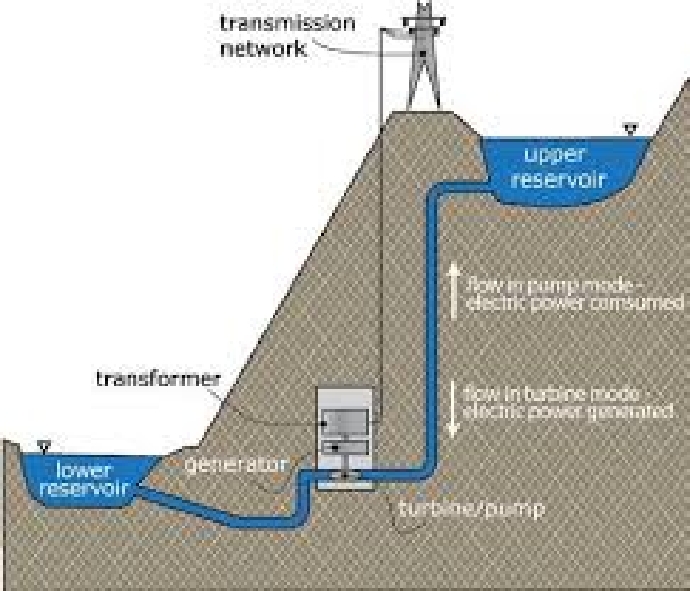 transmission
network
upper
reservoir
flow in pump mode -
electric power comsumed
transformer
flow in turbine mode -
electric power generated
lower
reservoir
generator
turbine/pump